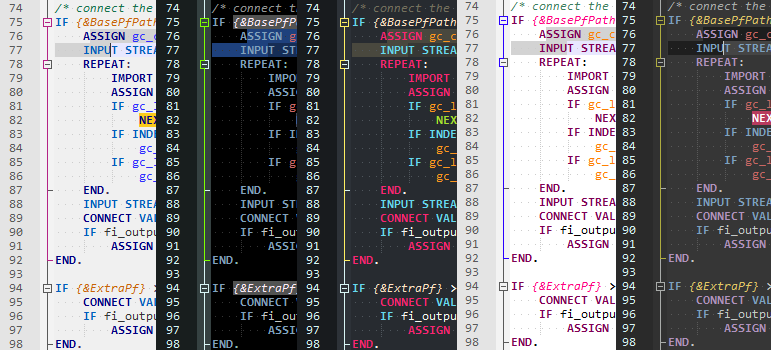 74 /* connect the
75 IF {&BasePfPath
76 ASSIGN gc_c
77 INPUT STREA
78 REPEAT:
79 IMPORT
80 ASSIGN
81 IF gc_l
82 NEX
83 IF INDE
84 gc_
85 IF gc_l
86 gc_
87 END.
88 INPUT STREA
89 CONNECT VAL
90 IF fi_outpu
91 ASSIGN
92 END.
93
94 IF {&ExtraPf} >
95 CONNECT VAL
96 IF fi_outpu
97 ASSIGN
98 END.
74 /* connect the
75 IF {&BasePfP
76 ASSIGN g
77 INPUT ST
78 REPEAT:
79 IMPO
80 ASSI
81 IF g
82
83 IF I
84
85 IF g
86
87 END.
88 INPUT ST
89 CONNECT
90 IF fi_ou
91 ASSI
92 END.
93
94 IF {&ExtraPf
95 CONNECT
96 IF fi_ou
97 ASSI
98 END.
74 /* connect the
75 IF {&BasePfPath
76 ASSIGN gc_c
77 INPUT STREA
78 REPEAT:
79 IMPORT
80 ASSIGN
81 IF gc_l
82 NEX
83 IF INDE
84 gc_
85 IF gc_l
86 gc_
87 END.
88 INPUT STREA
89 CONNECT VAL
90 IF fi_outpu
91 ASSIGN
92 END.
93
94 IF {&ExtraPf} >
95 CONNECT VAL
96 IF fi_outpu
97 ASSIGN
98 END.
74 /* connect the
75 IF {&BasePfPath
76 ASSIGN gc_c
77 INPUT STREA
78 REPEAT:
79 IMPORT
80 ASSIGN
81 IF gc_l
82 NEX
83 IF INDE
84 gc_
85 IF gc_l
86 gc_
87 END.
88 INPUT STREA
89 CONNECT VAL
90 IF fi_outpu
91 ASSIGN
92 END.
93
94 IF {&ExtraPf} >
95 CONNECT VAL
96 IF fi_outpu
97 ASSIGN
98 END.
74 /* connect the
75 IF {&BasePfPath
76 ASSIGN gc_c
77 INPUT STREA
78 REPEAT:
79 IMPORT
80 ASSIGN
81 IF gc_l
82 NEX
83 IF INDE
84 gc_
85 IF gc_l
86 gc_
87 END.
88 INPUT STREA
89 CONNECT VAL
90 IF fi_outpu
91 ASSIGN
92 END.
93
94 IF {&ExtraPf} >
95 CONNECT VAL
96 IF fi_outpu
97 ASSIGN
98 END.